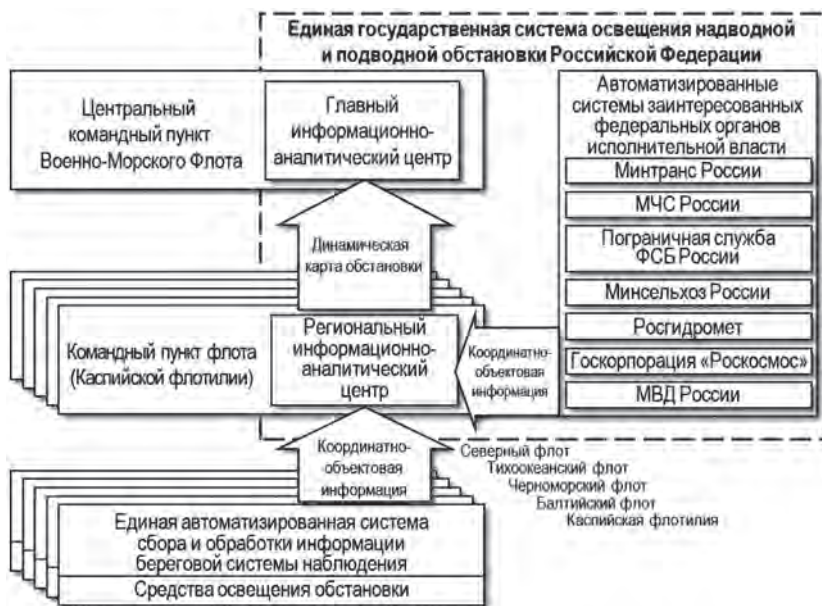 Единая государственная система освещения надводной
и подводной обстановки Российской Федерации
Центральный
командный пункт
Военно-Морского Флота
Главный
информационно-
аналитический центр
Автоматизированные
системы заинтересованных
федеральных органов
исполнительной власти
Минтранс России
МЧС России
Пограничная служба
ФСБ России
Минсельхоз России
Росгидромет
Госкорпорация «Роскосмос»
МВД России
Динамическая
карта обстановки
Командный пункт флота
(Каспийской флотилии)
Региональный
информационно-
аналитический
центр
Координатно-
объектовая
информация
Координатно-
объектовая
информация
Северный флот
Тихоокеанский флот
Черноморский флот
Балтийский флот
Каспийская флотилия
Единая автоматизированная система
сбора и обработки информации
береговой системы наблюдения
Средства освещения обстановки